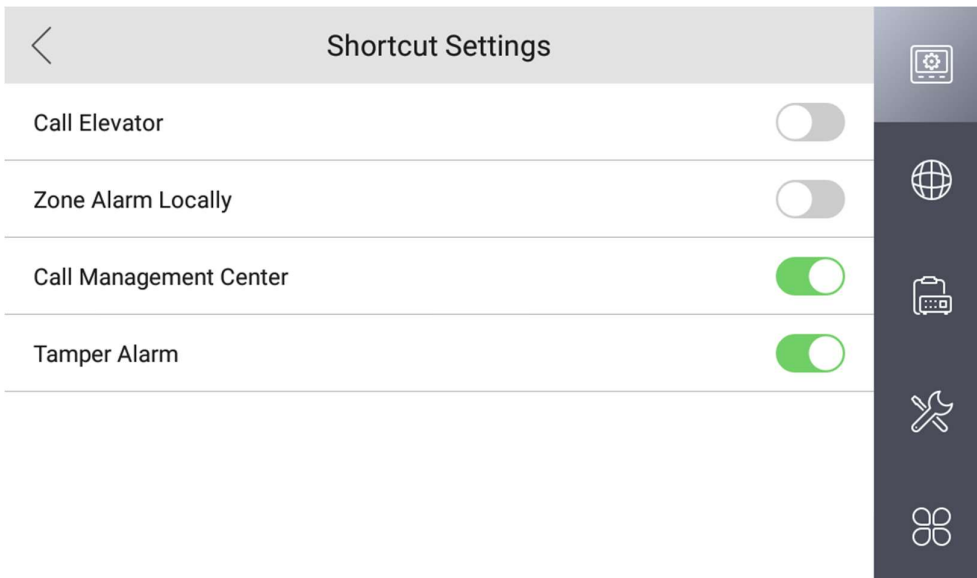 Shortcut Settings
Call Elevator
Zone Alarm Locally
Call Management Center
Tamper Alarm